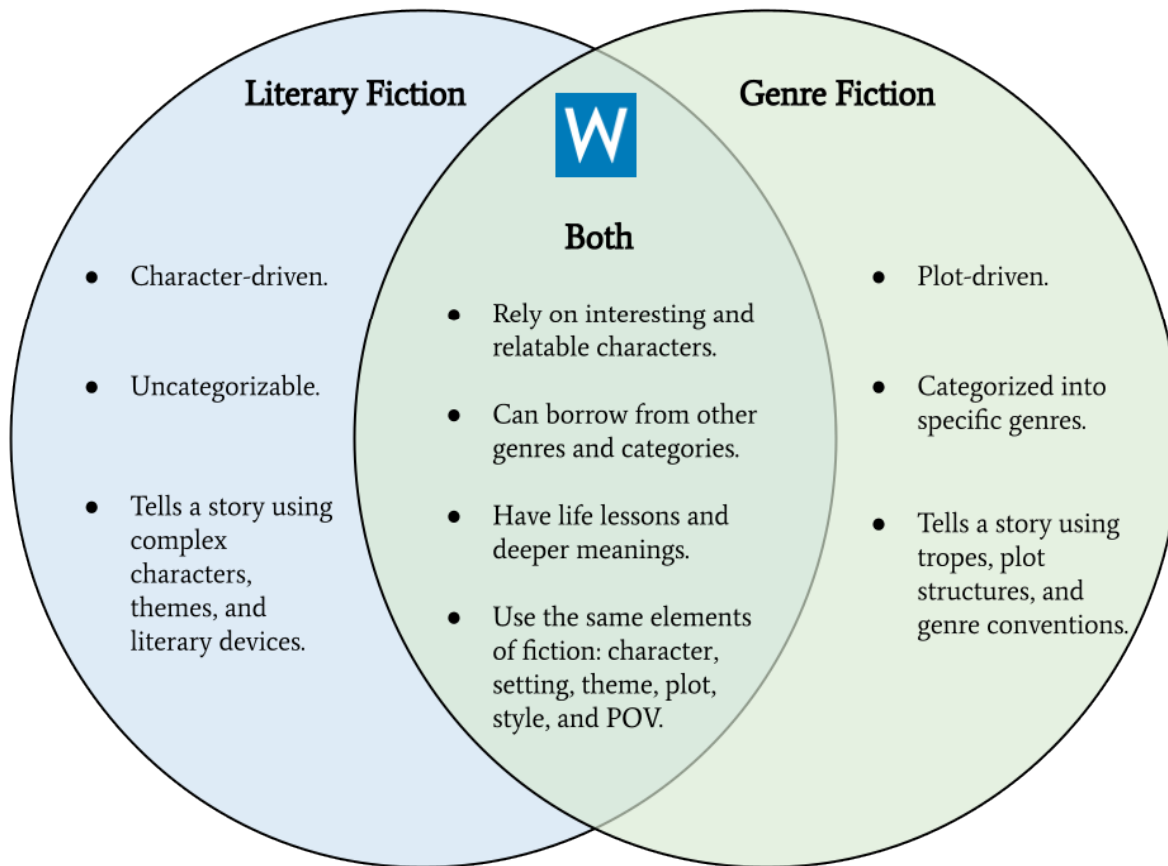 Literary Fiction
● Character-driven.
● Uncategorizable.
● Tells a story using
complex
characters,
themes, and
literary devices.
W
Both
● Rely on interesting and
relatable characters.
● Can borrow from other
genres and categories.
● Have life lessons and
deeper meanings.
● Use the same elements
of fiction: character,
setting, theme, plot,
style, and POV.
Genre Fiction
● Plot-driven.
● Categorized into
specific genres.
● Tells a story using
tropes, plot
structures, and
genre conventions.